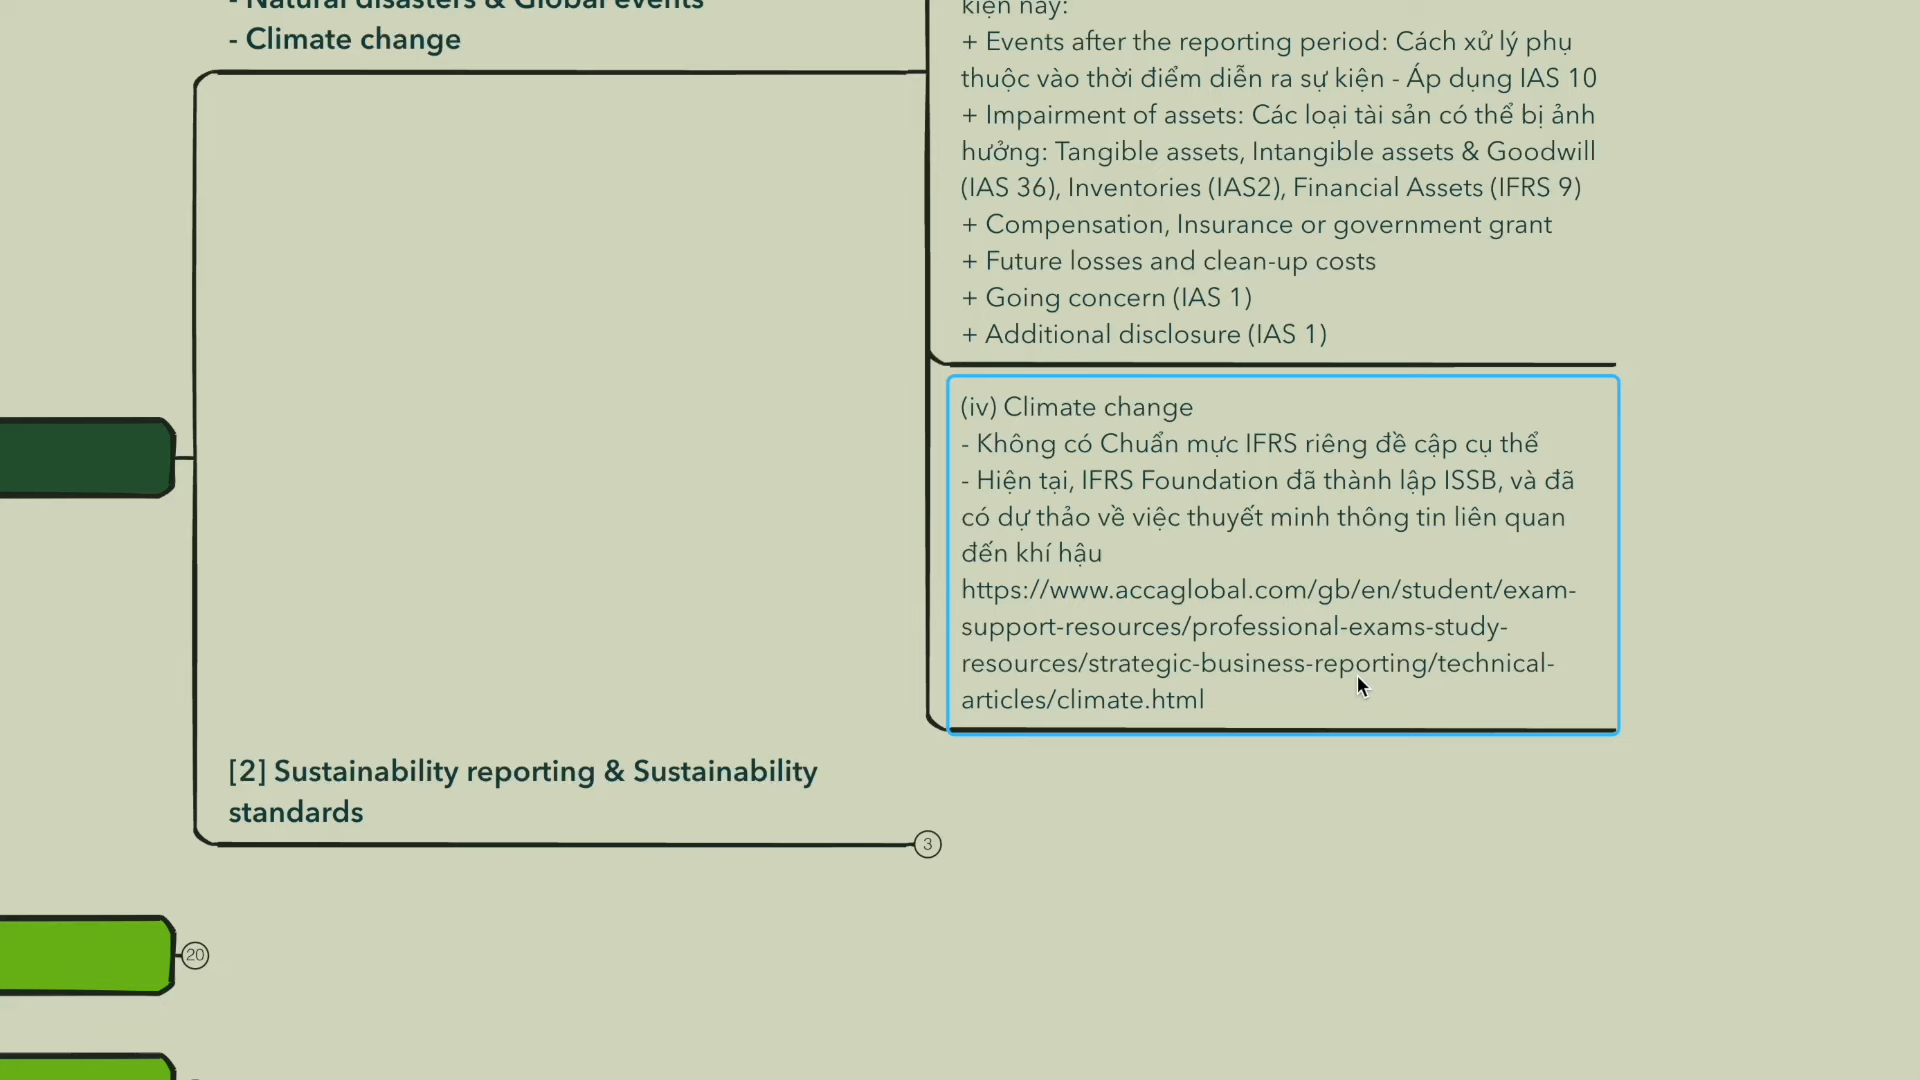 - Natural disasters & Global events
- Climate change
kiện này:
+ Events after the reporting period: Cách xử lý phụ
thuộc vào thời điểm diễn ra sự kiện - Áp dụng IAS 10
+ Impairment of assets: Các loại tài sản có thể bị ảnh
hưởng: Tangible assets, Intangible assets & Goodwill
(IAS 36), Inventories (IAS2), Financial Assets (IFRS 9)
+ Compensation, Insurance or government grant
+ Future losses and clean-up costs
+ Going concern (IAS 1)
+ Additional disclosure (IAS 1)
(iv) Climate change
- Không có Chuẩn mực IFRS riêng đề cập cụ thể
- Hiện tại, IFRS Foundation đã thành lập ISSB, và đã
có dự thảo về việc thuyết minh thông tin liên quan
đến khí hậu
https://www.accaglobal.com/gb/en/student/exam-
support-resources/professional-exams-study-
resources/strategic-business-reporting/technical-
articles/climate.html
[2] Sustainability reporting & Sustainability
standards
3
20